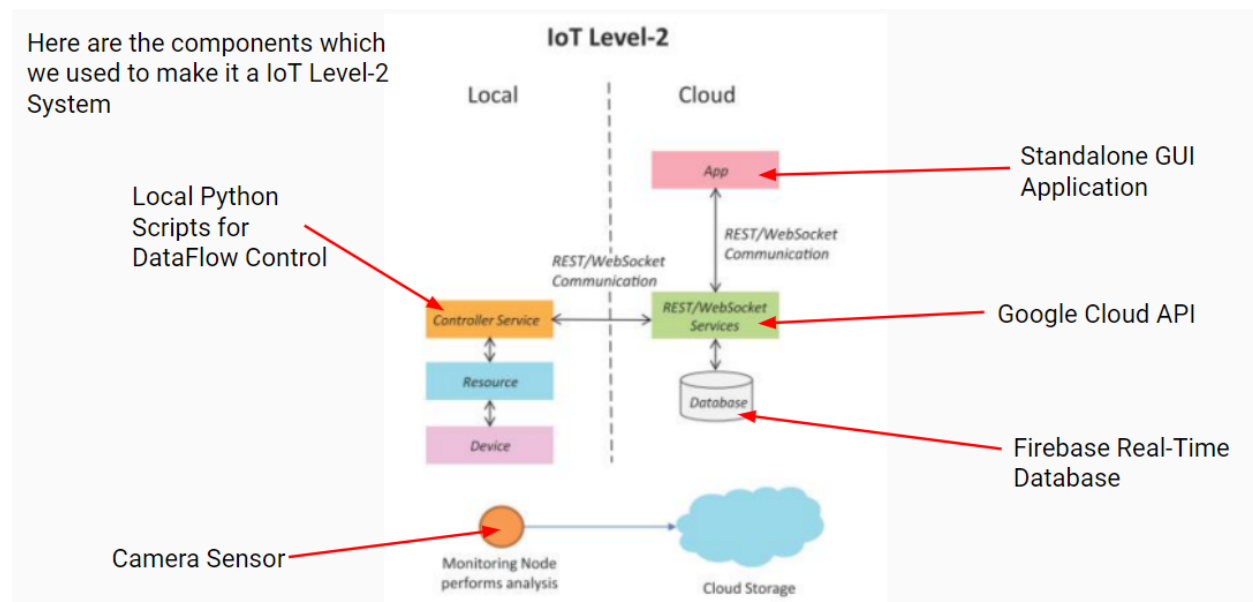 Here are the components which
we used to make it a IoT Level-2
System
IoT Level-2
Local
Cloud
App
Standalone GUI
Application
Local Python
Scripts for
DataFlow Control
REST/WebSocket
Communication
REST/WebSocket
Communication
Controller Service
REST/WebSocket
Services
Google Cloud API
Resource
Database
Device
Firebase Real-Time
Database
Camera Sensor
Monitoring Node
performs analysis
Cloud Storage